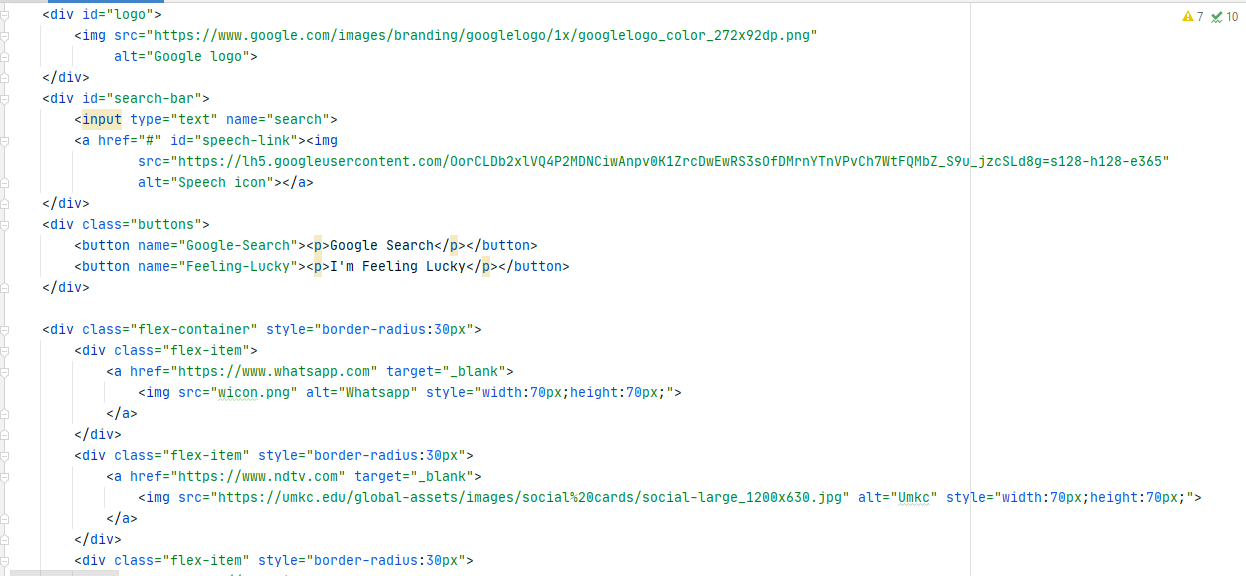 <div id="logo">
7 10
<img src="https://www.google.com/images/branding/googlelogo/1x/googlelogo_color_272x92dp.png"
alt="Google logo">
</div>
<div id="search-bar">
<input type="text" name="search">
<a href="#" id="speech-link"><img
src="https://lh5.googleusercontent.com/OorCLDb2xlVQ4P2MDNCiwAnpv0K1ZrcDwEwRS3sOfDMrnYTnVPvCh7WtFQMbZ_S9u_jzcSLd8g=s128-h128-e365"
alt="Speech icon"></a>
</div>
<div class="buttons">
<button name="Google-Search"><p>Google Search</p></button>
<button name="Feeling-Lucky"><p>I'm Feeling Lucky</p></button>
</div>
<div class="flex-container" style="border-radius:30px">
<div class="flex-item">
<a href="https://www.whatsapp.com" target="_blank">
<img src="wicon.png" alt="Whatsapp" style="width:70px;height:70px;">
</a>
</div>
<div class="flex-item" style="border-radius:30px">
<a href="https://www.ndtv.com" target="_blank">
<img src="https://umkc.edu/global-assets/images/social%20cards/social-large_1200x630.jpg" alt="Umkc" style="width:70px;height:70px;">
</a>
</div>
<div class="flex-item" style="border-radius:30px">